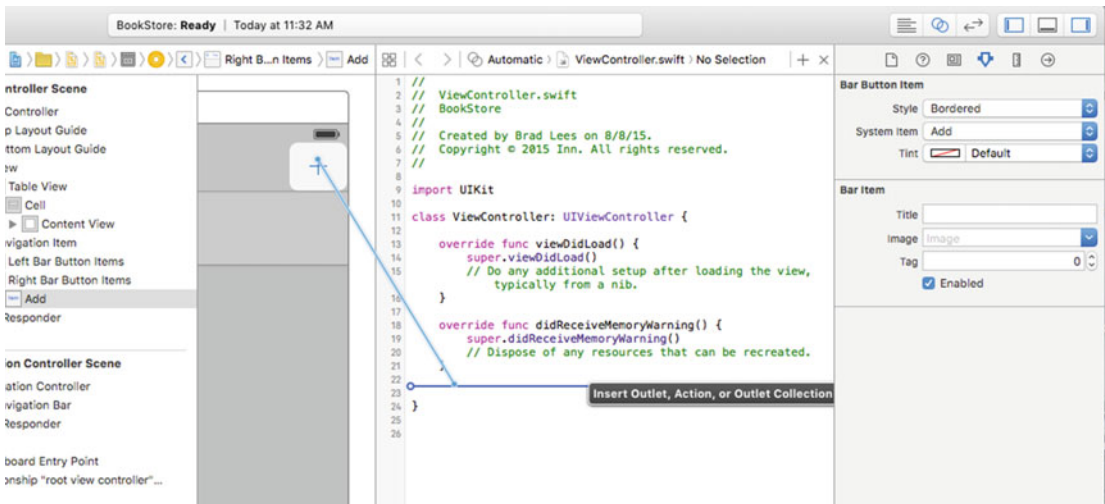 BookStore: Ready | Today at 11:32 AM
Right B...n Items
Add
Automatic
ViewController.swift
No Selection
ntroller Scene
Controller
p Layout Guide
ttom Layout Guide
ew
Table View
Cell
Content View
vigation Item
Left Bar Button Items
Right Bar Button Items
Add
Responder
ion Controller Scene
ation Controller
vigation Bar
Responder
board Entry Point
onship "root view controller"...
1 //
2 // ViewController.swift
3 // BookStore
4 //
5 // Created by Brad Lees on 8/8/15.
6 // Copyright © 2015 Inn. All rights reserved.
7 //
8
9 import UIKit
10
11 class ViewController: UIViewController {
12
13 override func viewDidLoad() {
14 super.viewDidLoad()
15 // Do any additional setup after loading the view,
typically from a nib.
16 }
17
18 override func didReceiveMemoryWarning() {
19 super.didReceiveMemoryWarning()
20 // Dispose of any resources that can be recreated.
21 }
22
23
Insert Outlet, Action, or Outlet Collection
24 }
25
26
Bar Button Item
Style Bordered
System Item Add
Tint Default
Bar Item
Title
Image Image
Tag 0
Enabled